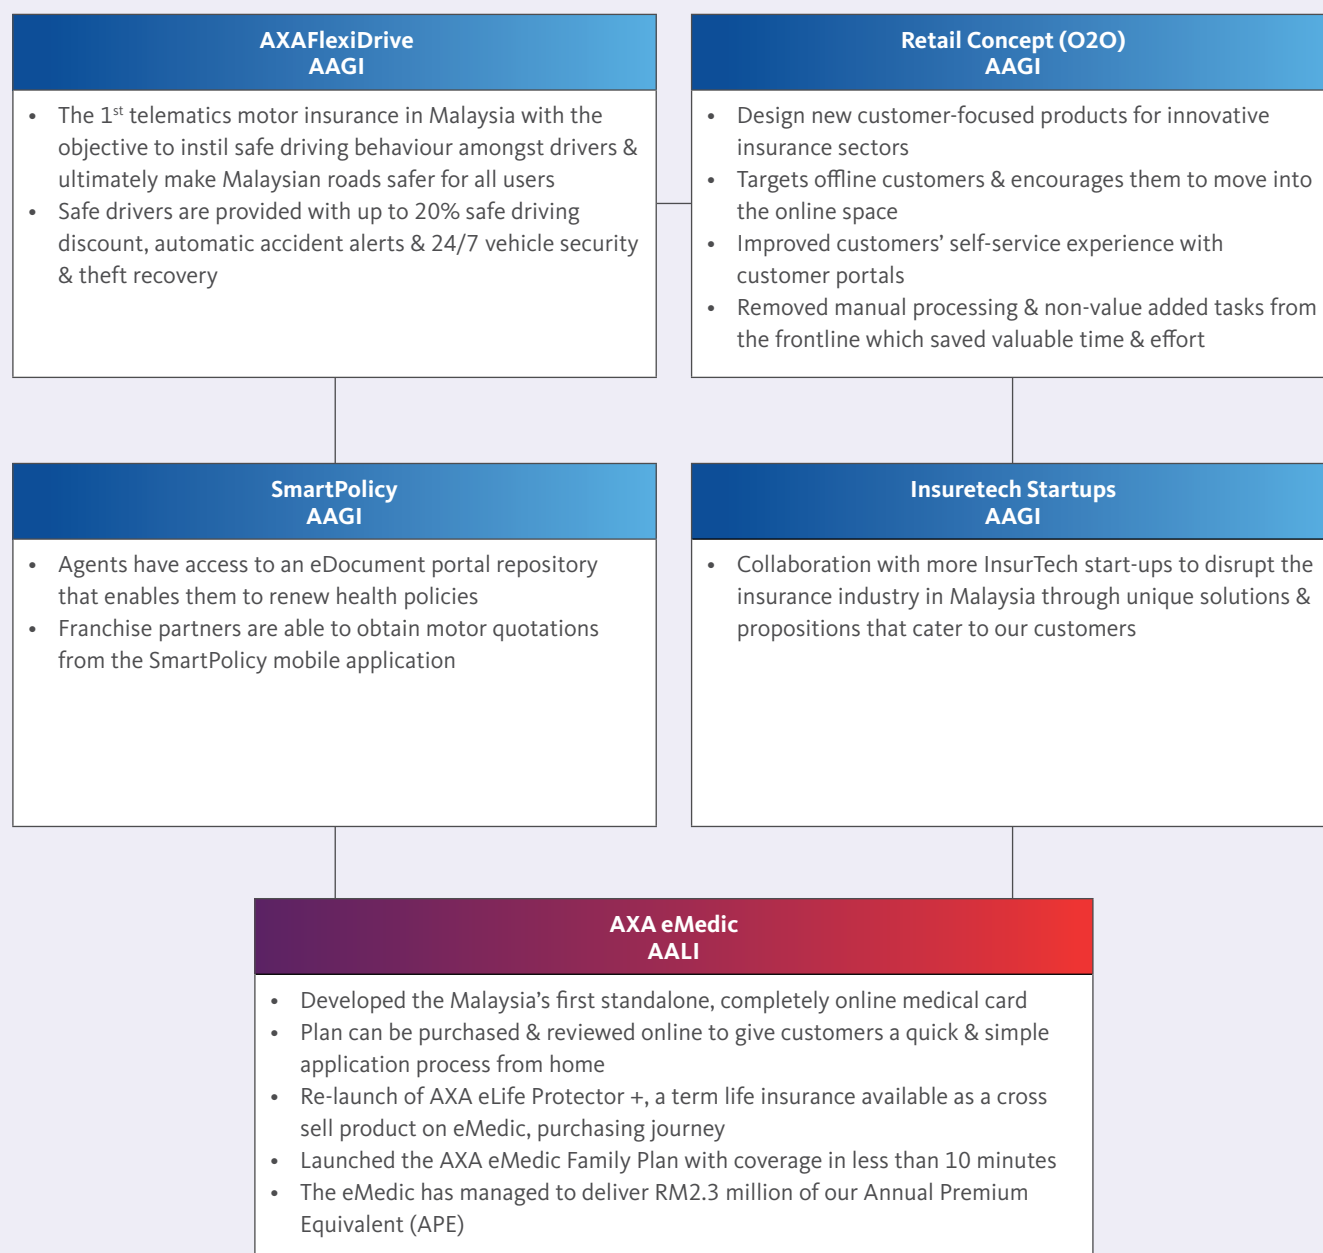 AXAFlexiDrive
AAGI
• The 1st telematics motor insurance in Malaysia with the
objective to instil safe driving behaviour amongst drivers &
ultimately make Malaysian roads safer for all users
• Safe drivers are provided with up to 20% safe driving
discount, automatic accident alerts & 24/7 vehicle security
& theft recovery
Retail Concept (O2O)
AAGI
• Design new customer-focused products for innovative
insurance sectors
• Targets offline customers & encourages them to move into
the online space
• Improved customers’ self-service experience with
customer portals
• Removed manual processing & non-value added tasks from
the frontline which saved valuable time & effort
SmartPolicy
AAGI
• Agents have access to an eDocument portal repository
that enables them to renew health policies
• Franchise partners are able to obtain motor quotations
from the SmartPolicy mobile application
Insuretech Startups
AAGI
• Collaboration with more InsurTech start-ups to disrupt the
insurance industry in Malaysia through unique solutions &
propositions that cater to our customers
AXA eMedic
AALI
• Developed the Malaysia’s first standalone, completely online medical card
• Plan can be purchased & reviewed online to give customers a quick & simple
application process from home
• Re-launch of AXA eLife Protector +, a term life insurance available as a cross
sell product on eMedic, purchasing journey
• Launched the AXA eMedic Family Plan with coverage in less than 10 minutes
• The eMedic has managed to deliver RM2.3 million of our Annual Premium
Equivalent (APE)